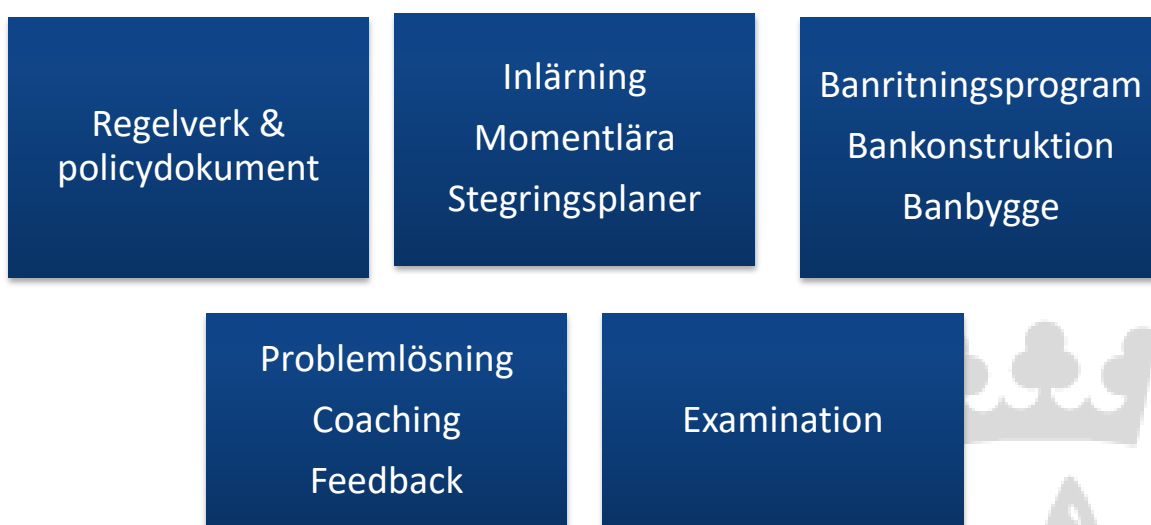 Regelverk &
policydokument
Inlärning
Momentlära
Stegringsplaner
Banritningsprogram
Bankonstruktion
Banbygge
Problemlösning
Coaching
Feedback
Examination